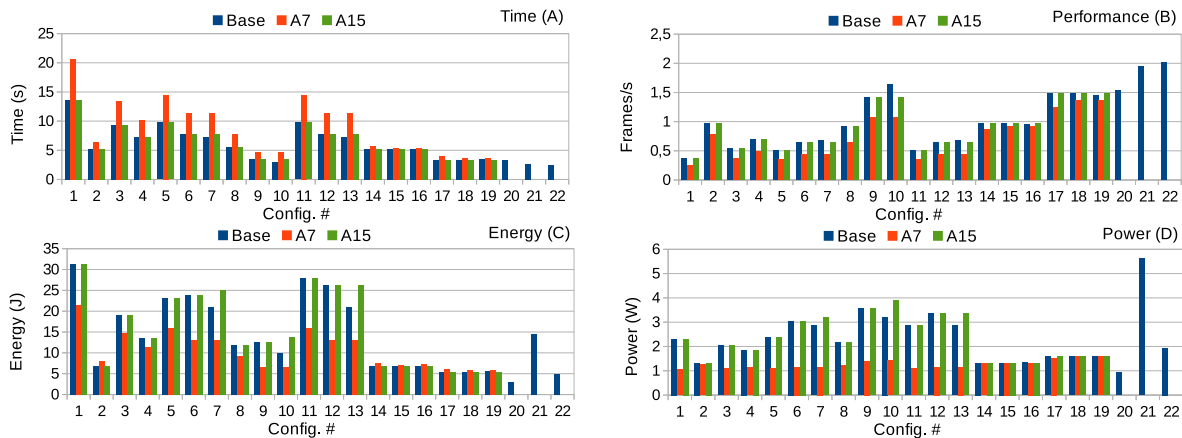 Base A7 A15 Time (A)
25
20
15
10
5
0
Time (s)
1 2 3 4 5 6 7 8 9 10 11 12 13 14 15 16 17 18 19 20 21 22
Config. #
Base A7 A15 Performance (B)
2,5
2
1,5
1
0,5
0
Frames/s
1 2 3 4 5 6 7 8 9 10 11 12 13 14 15 16 17 18 19 20 21 22
Config. #
Base A7 A15 Energy (C)
35
30
25
20
15
10
5
0
Energy (J)
1 2 3 4 5 6 7 8 9 10 11 12 13 14 15 16 17 18 19 20 21 22
Config. #
Base A7 A15 Power (D)
6
5
4
3
2
1
0
Power (W)
1 2 3 4 5 6 7 8 9 10 11 12 13 14 15 16 17 18 19 20 21 22
Config. #